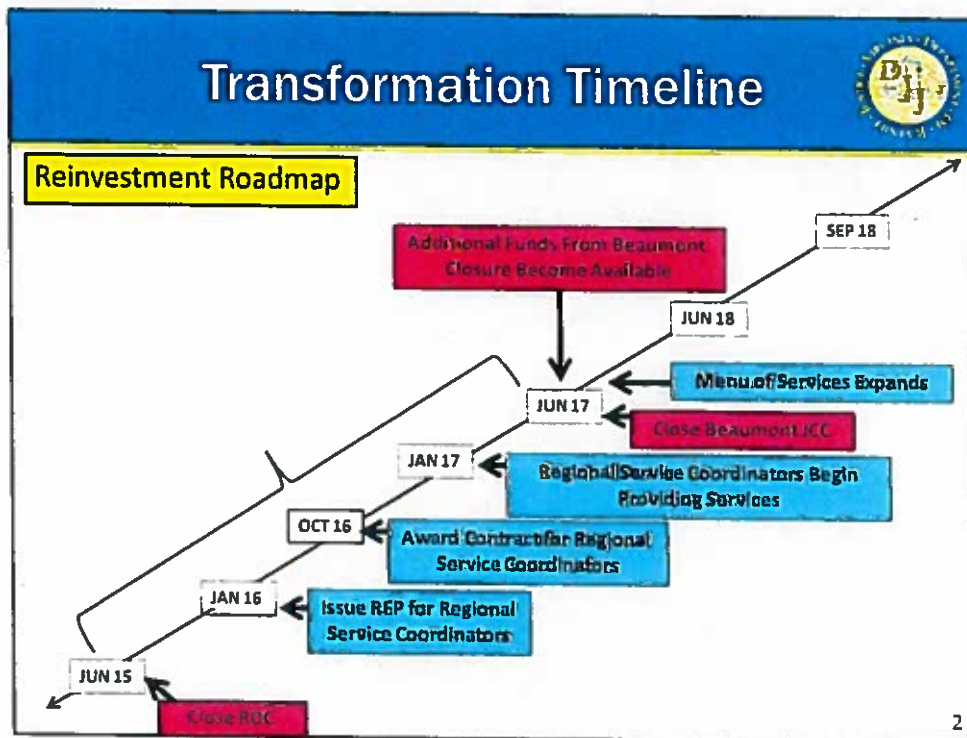 Transformation Timeline
Reinvestment Roadmap
SEP 18
Additional Funds From Beaumont
Closure Become Available
JUN 18
Menu of Services Expands
JUN 17
Close Beaumont JCC
JAN 17
Regional Service Coordinators Begin
Providing Services
OCT 16
Award Contract for Regional
Service Coordinators
JAN 16
Issue RFP for Regional
Service Coordinators
JUN 15
Close RDC
2